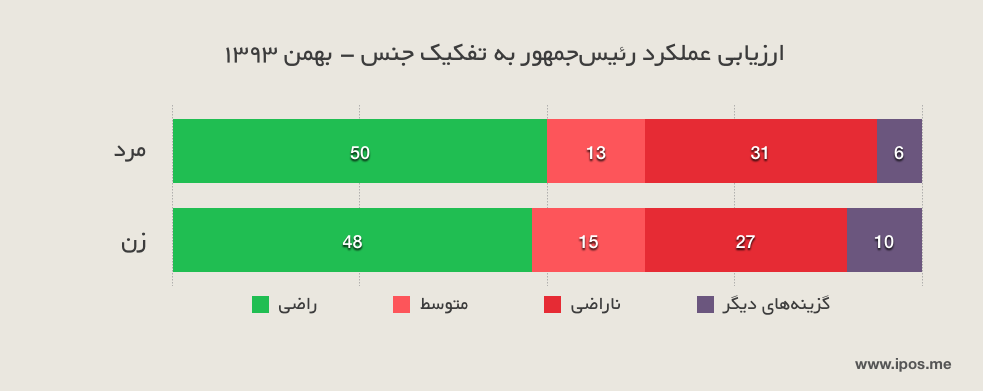 ارزیابی عملکرد رئیس‌جمهور به تفکیک جنس – بهمن ۱۳۹۳
مرد 50 13 31 6
زن 48 15 27 10
راضی متوسط ناراضی گزینه‌های دیگر
www.ipos.me